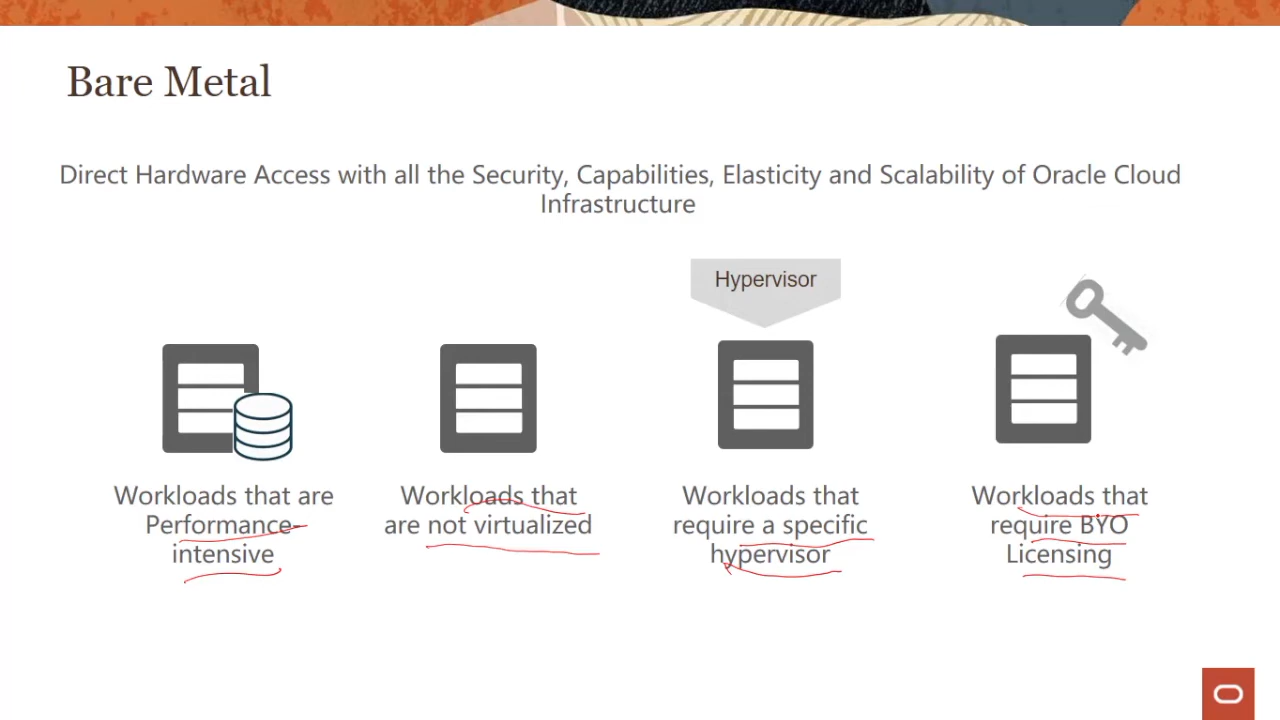 Bare Metal
Direct Hardware Access with all the Security, Capabilities, Elasticity and Scalability of Oracle Cloud
Infrastructure
Hypervisor
Workloads that are
Performance-
intensive
Workloads that
are not virtualized
Workloads that
require a specific
hypervisor
Workloads that
require BYO
Licensing